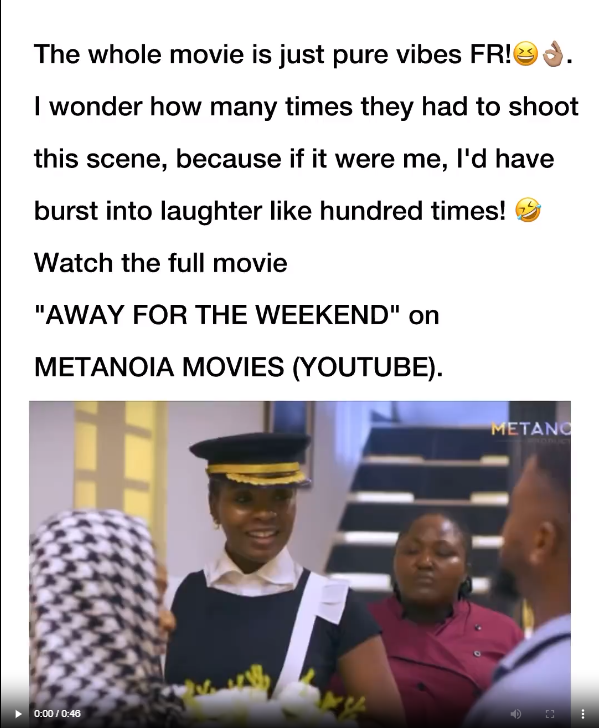 The whole movie is just pure vibes FR!😆👌🏽.
I wonder how many times they had to shoot
this scene, because if it were me, I'd have
burst into laughter like hundred times! 🤣
Watch the full movie
"AWAY FOR THE WEEKEND" on
METANOIA MOVIES (YOUTUBE).
METANO
0:00 / 0:46